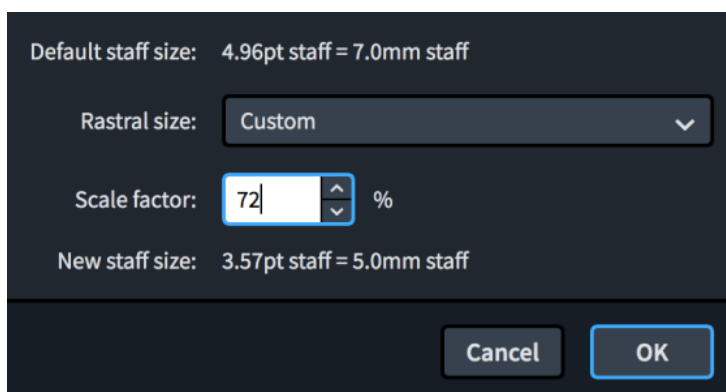 Default staff size: 4.96pt staff = 7.0mm staff
Rastral size: Custom
Scale factor: 72 %
New staff size: 3.57pt staff = 5.0mm staff
Cancel OK